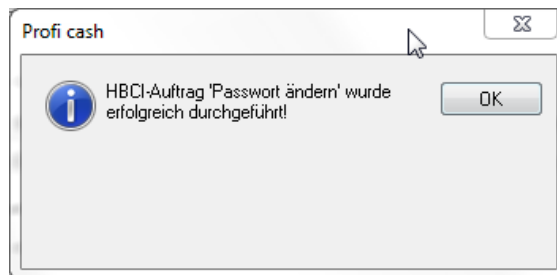 Profi cash
HBCI-Auftrag 'Passwort ändern' wurde
erfolgreich durchgeführt!
OK